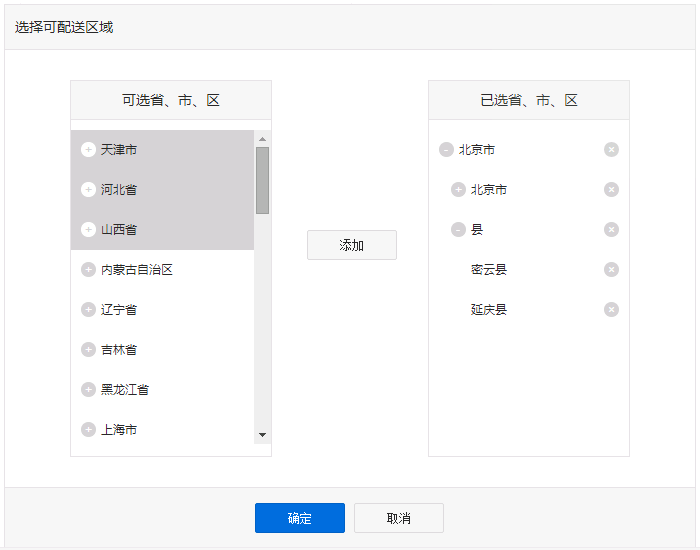 选择可配送区域
可选省、市、区
天津市
河北省
山西省
内蒙古自治区
辽宁省
吉林省
黑龙江省
上海市
添加
已选省、市、区
北京市
北京市
县
密云县
延庆县
确定
取消